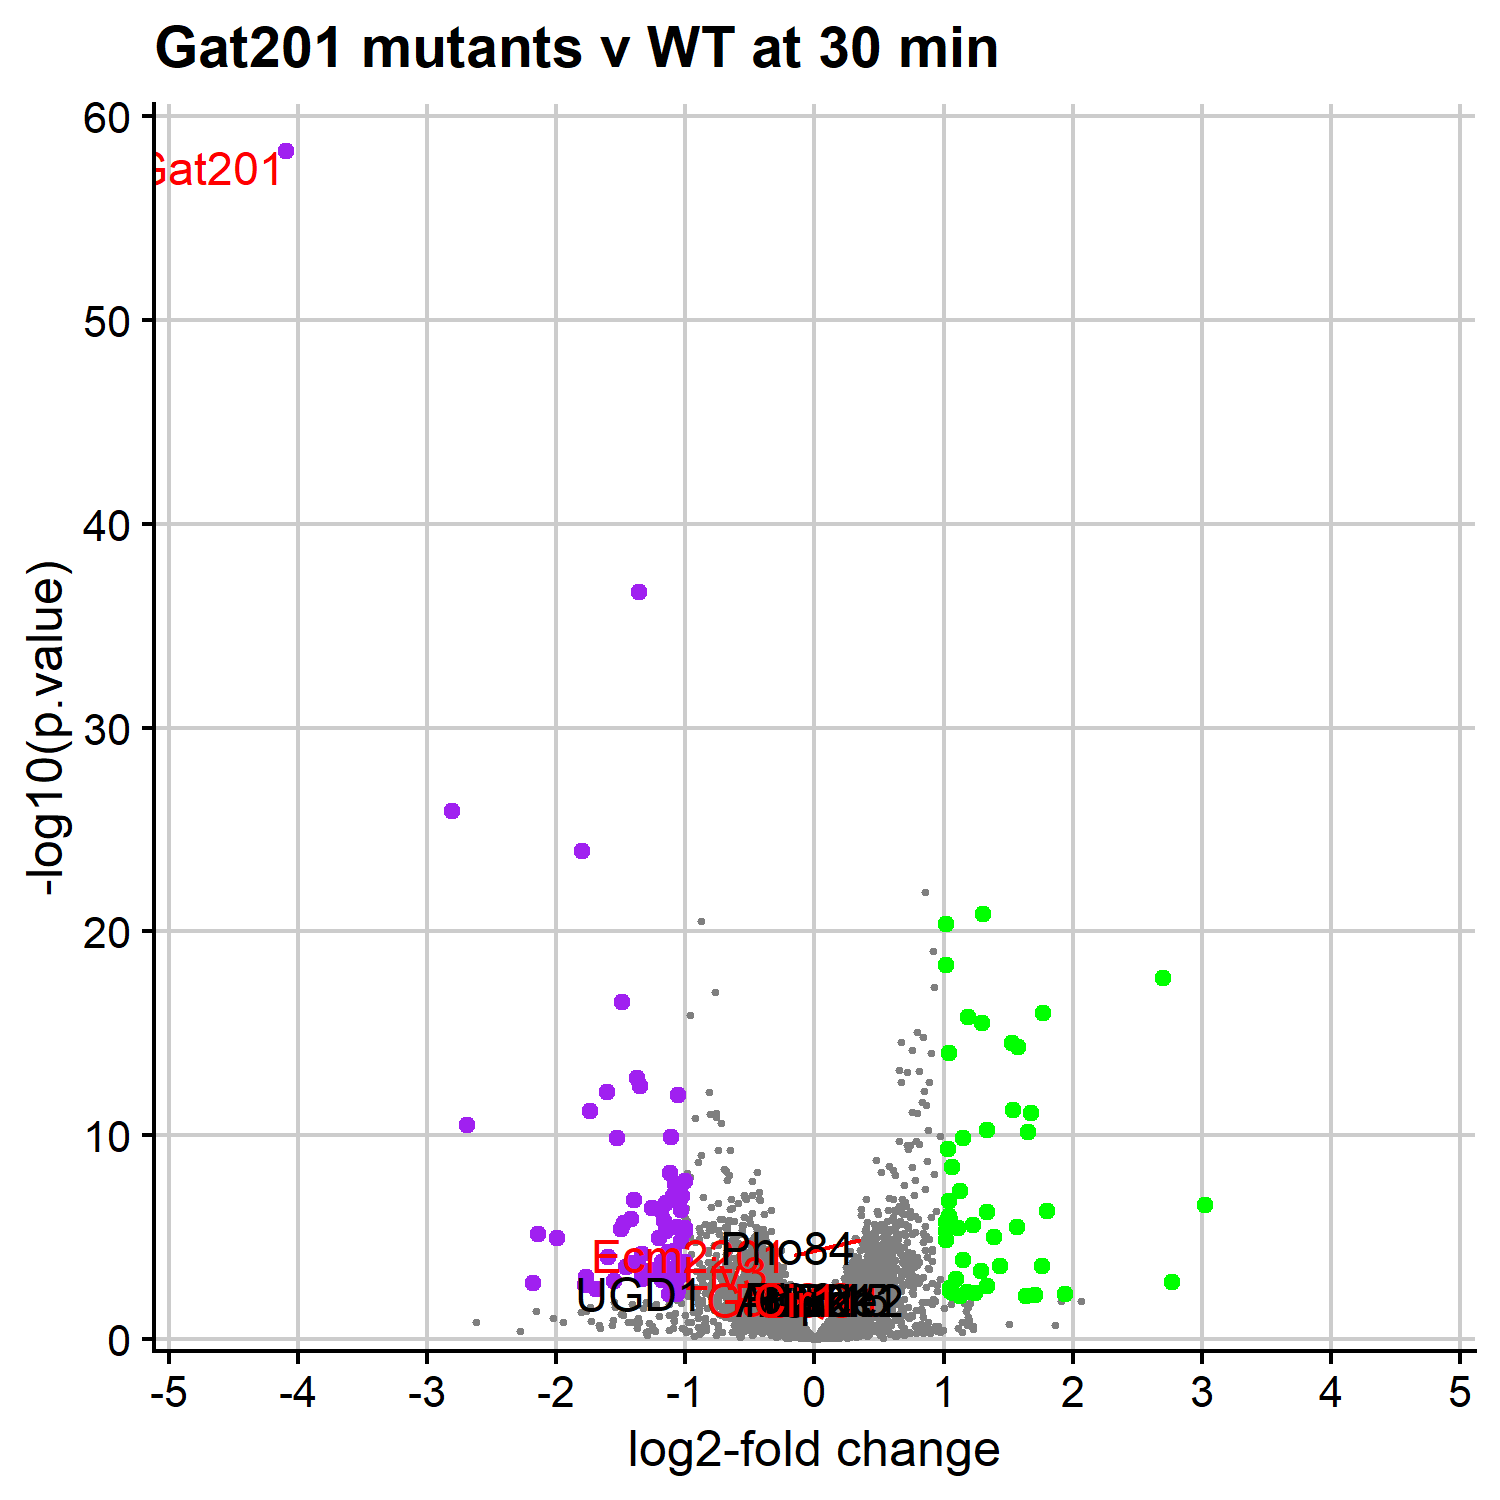 Gat201 mutants v WT at 30 min
60
Gat201
50
40
-log10(p.value)
30
20
10
Pho84
UGD1
0
-5 -4 -3 -2 -1 0 1 2 3 4 5
log2-fold change